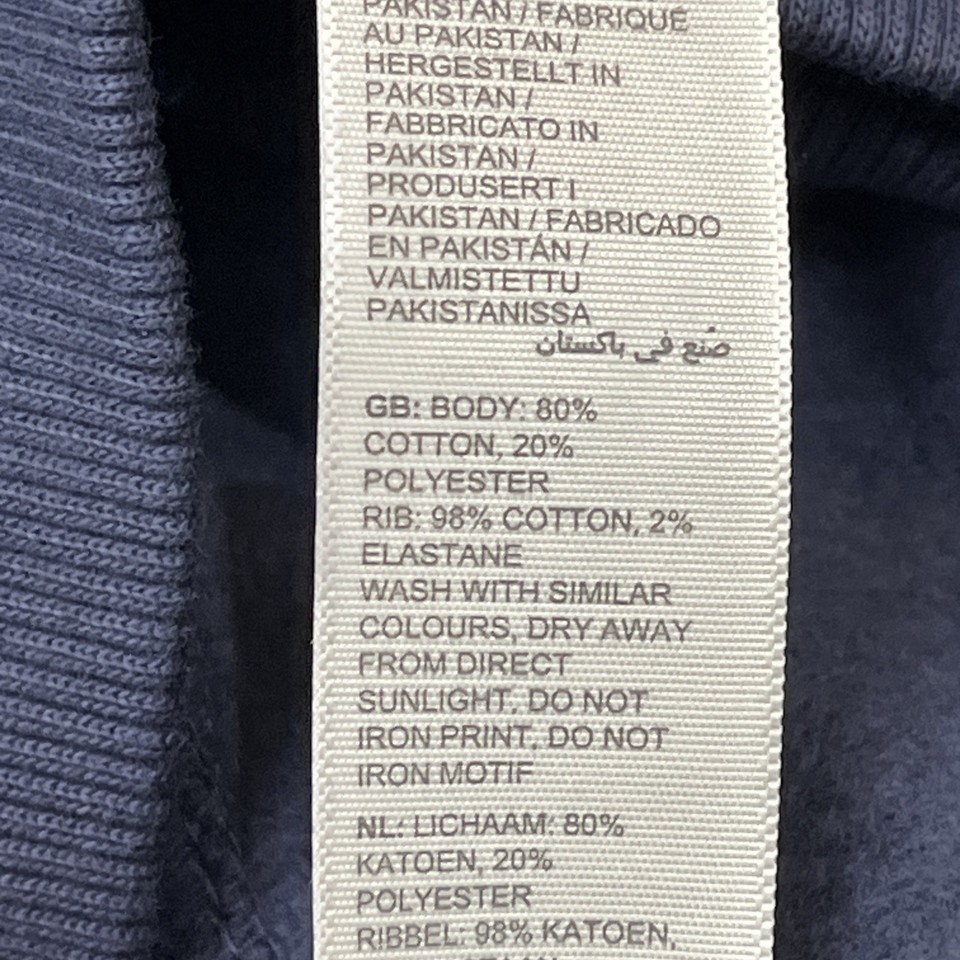 PAKISTAN / FABRIQUÉ
AU PAKISTAN /
HERGESTELLT IN
PAKISTAN /
FABBRICATO IN
PAKISTAN /
PRODUSERT I
PAKISTAN / FABRICADO
EN PAKISTÁN /
VALMISTETTU
PAKISTANISSA
صُنع في باكستان
GB: BODY: 80%
COTTON, 20%
POLYESTER
RIB: 98% COTTON, 2%
ELASTANE
WASH WITH SIMILAR
COLOURS, DRY AWAY
FROM DIRECT
SUNLIGHT, DO NOT
IRON PRINT, DO NOT
IRON MOTIF
NL: LICHAAM: 80%
KATOEN, 20%
POLYESTER
RIBBEL: 98% KATOEN,